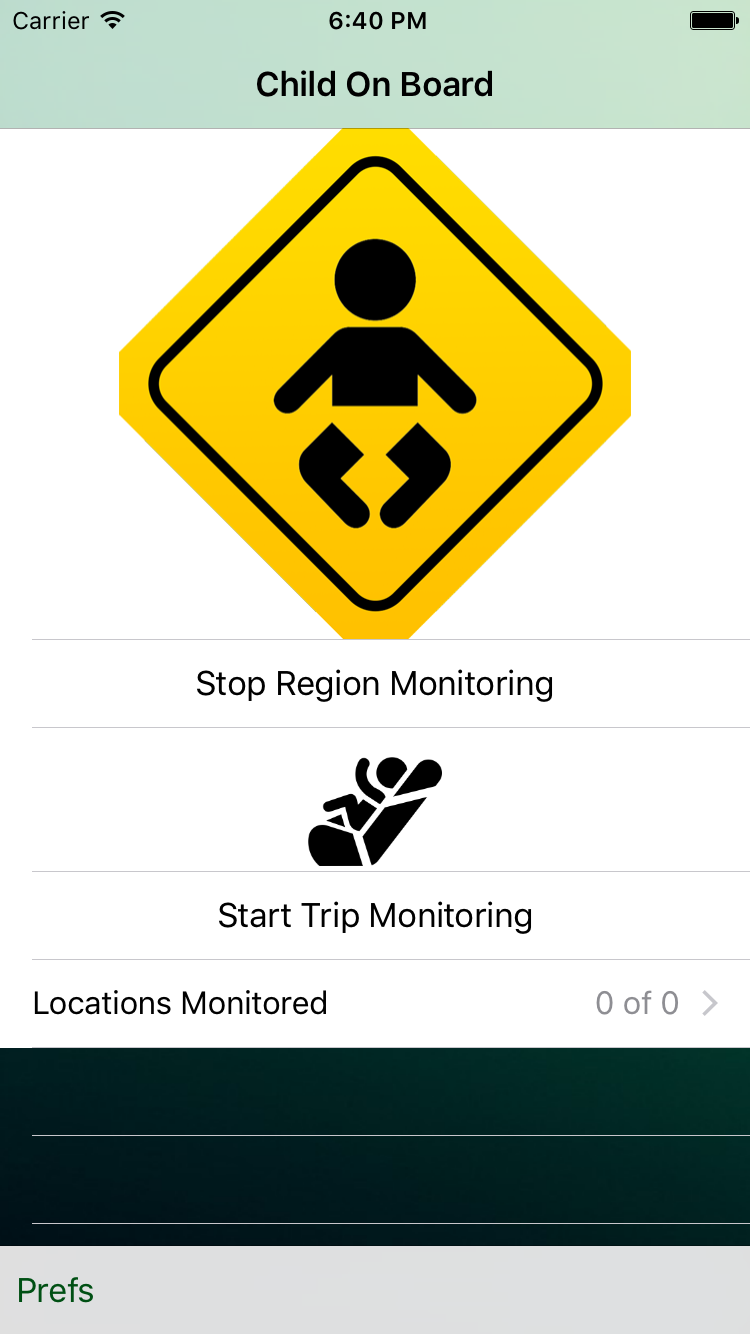 Carrier 6:40 PM
Child On Board
Stop Region Monitoring
Start Trip Monitoring
Locations Monitored 0 of 0
Prefs